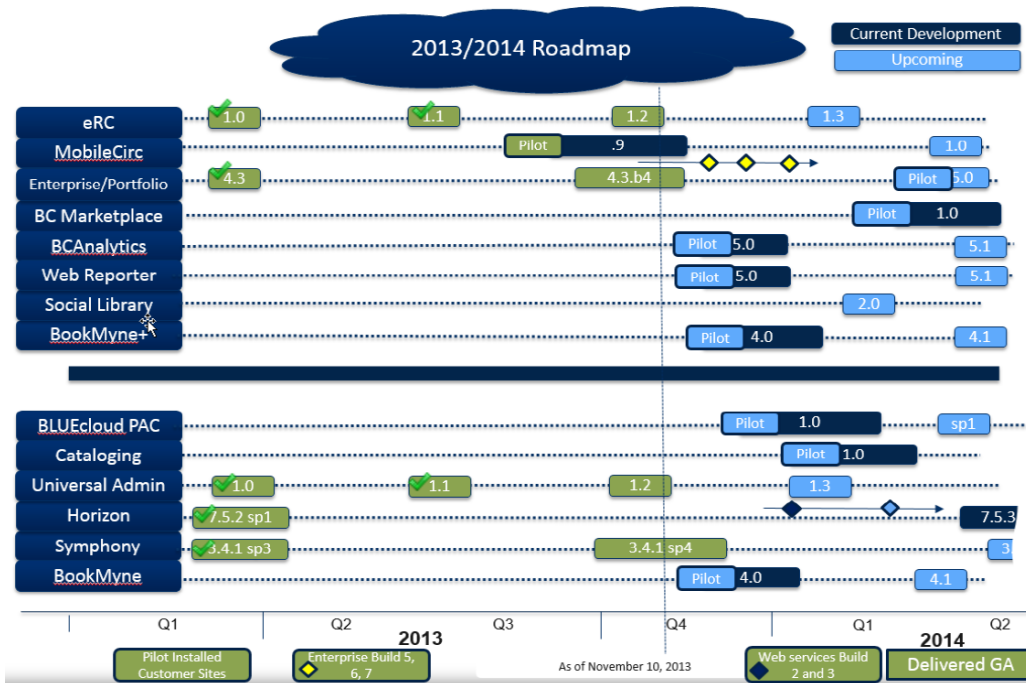 2013/2014 Roadmap
Current Development
Upcoming
eRC 1.0 1.1 1.2 1.3
MobileCirc Pilot .9 1.0
Enterprise/Portfolio 4.3 4.3.b4 Pilot 5.0
BC Marketplace Pilot 1.0
BCAnalytics Pilot 5.0 5.1
Web Reporter Pilot 5.0 5.1
Social Library 2.0
BookMyne+ Pilot 4.0 4.1
BLUEcloud PAC Pilot 1.0 sp1
Cataloging Pilot 1.0
Universal Admin 1.0 1.1 1.2 1.3
Horizon 7.5.2 sp1 7.5.3
Symphony 3.4.1 sp3 3.4.1 sp4 3.
BookMyne Pilot 4.0 4.1
Q1 Q2 Q3 Q4 Q1 Q2
2013 2014
Pilot Installed
Customer Sites
Enterprise Build 5,
6, 7
As of November 10, 2013
Web services Build
2 and 3
Delivered GA